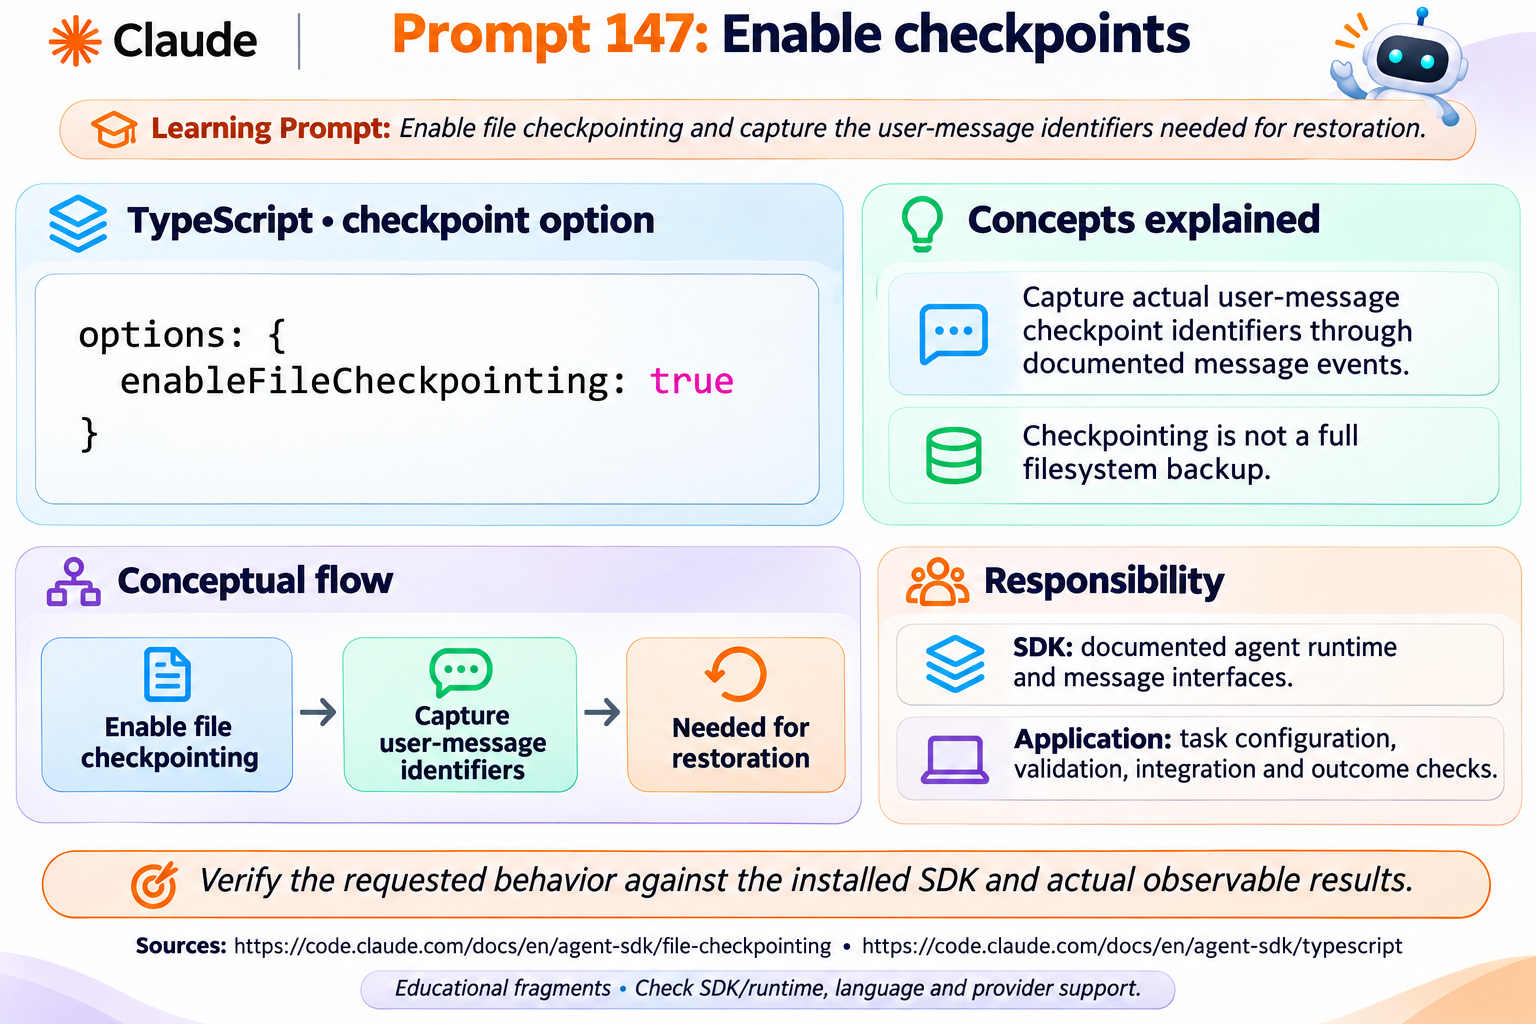 Claude
Prompt 147: Enable checkpoints
Learning Prompt: Enable file checkpointing and capture the user-message identifiers needed for restoration.
TypeScript • checkpoint option
options: {
  enableFileCheckpointing: true
}
Concepts explained
Capture actual user-message
checkpoint identifiers through
documented message events.
Checkpointing is not a full
filesystem backup.
Conceptual flow
Enable file
checkpointing
Capture
user-message
identifiers
Needed for
restoration
Responsibility
SDK: documented agent runtime
and message interfaces.
Application: task configuration,
validation, integration and outcome checks.
Verify the requested behavior against the installed SDK and actual observable results.
Sources: https://code.claude.com/docs/en/agent-sdk/file-checkpointing • https://code.claude.com/docs/en/agent-sdk/typescript
Educational fragments • Check SDK/runtime, language and provider support.